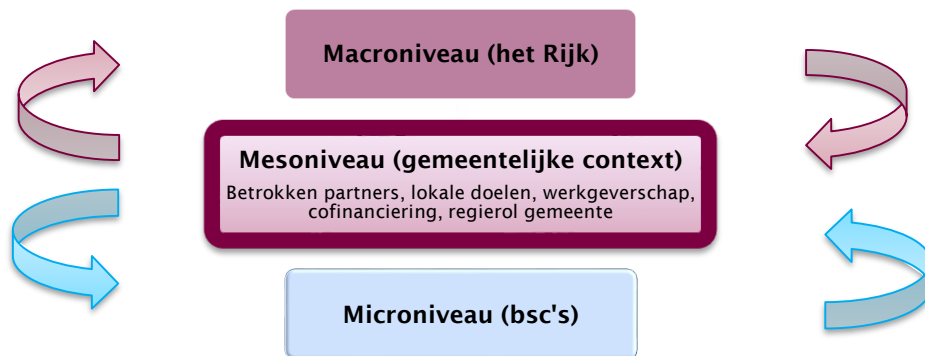 Macroniveau (het Rijk)
Mesoniveau (gemeentelijke context)
Betrokken partners, lokale doelen, werkgeverschap,
cofinanciering, regierol gemeente
Microniveau (bsc's)